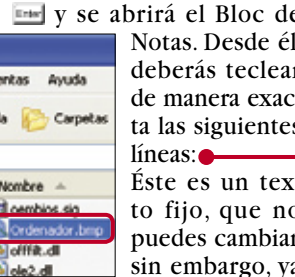 Enter y se abrirá el Bloc de
Notas. Desde él
deberás teclear
de manera exac
ta las siguientes
líneas:
Éste es un tex
to fijo, que no
puedes cambiar
sin embargo, ya
entas Ayuda
a Carpetas
Nombre
oembios.sig
Ordenador.bmp
offfilt.dll
ole2.dll